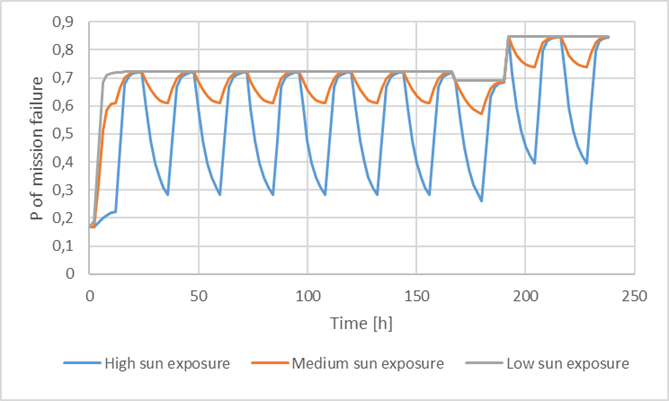 P of mission failure
0,9
0,8
0,7
0,6
0,5
0,4
0,3
0,2
0,1
0
0 50 100 150 200 250
Time [h]
High sun exposure Medium sun exposure Low sun exposure